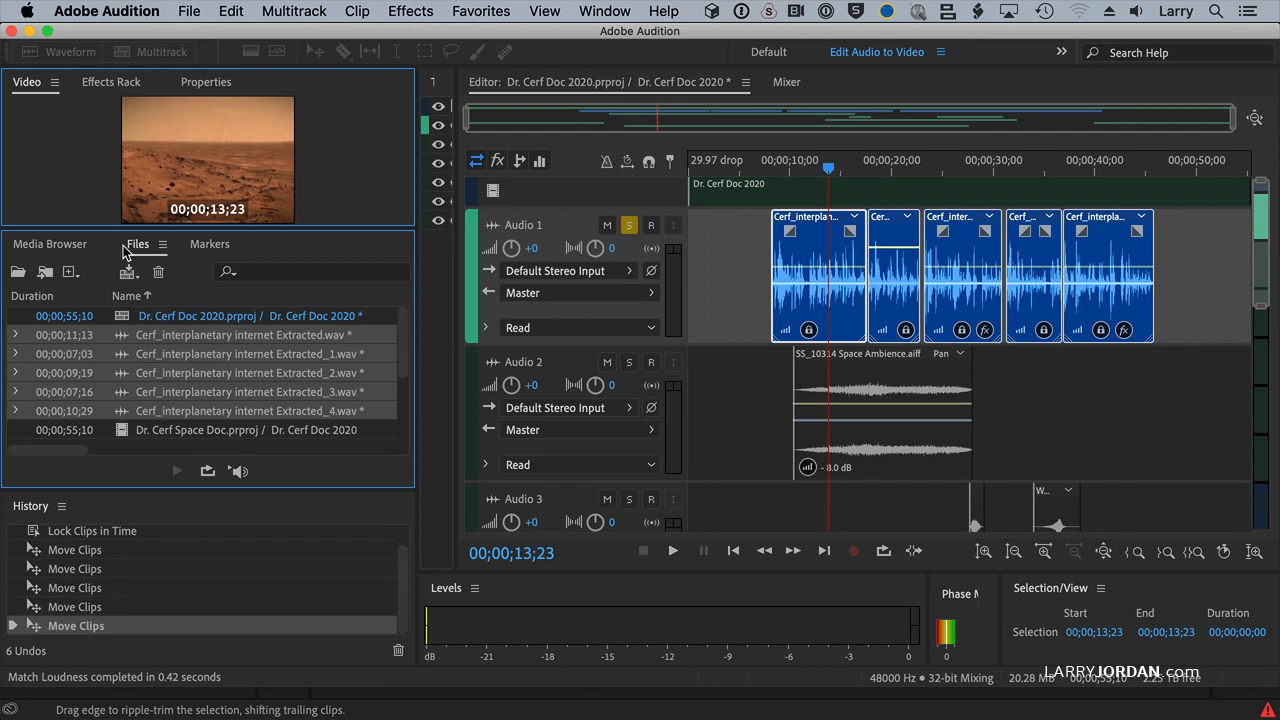 Adobe Audition File Edit Multitrack Clip Effects Favorites View Window Help Larry
Adobe Audition
Waveform Multitrack Default Edit Audio to Video Search Help
Video Effects Rack Properties
00;00;13;23
Media Browser Files Markers
Duration Name
00;00;55;10 Dr. Cerf Doc 2020.prproj / Dr. Cerf Doc 2020 *
00;00;11;13 Cerf_interplanetary internet Extracted.wav *
00;00;07;03 Cerf_interplanetary internet Extracted_1.wav *
00;00;09;19 Cerf_interplanetary internet Extracted_2.wav *
00;00;07;16 Cerf_interplanetary internet Extracted_3.wav *
00;00;10;29 Cerf_interplanetary internet Extracted_4.wav *
00;00;55;10 Dr. Cerf Space Doc.prproj / Dr. Cerf Doc 2020
History
Lock Clips in Time
Move Clips
Move Clips
Move Clips
Move Clips
Move Clips
6 Undos
Editor: Dr. Cerf Doc 2020.prproj / Dr. Cerf Doc 2020 * Mixer
fx 29.97 drop 00;00;10;00 00;00;20;00 00;00;30;00 00;00;40;00 00;00;50;00
Dr. Cerf Doc 2020
Audio 1 M S R I
+0 0
Default Stereo Input
Master
Read
Cerf_interplan... Cer... Cerf_inter... Cerf_... Cerf_interpla...
fx fx
Audio 2 M S R I
+0 0
Default Stereo Input
Master
Read
SS_10314 Space Ambience.aiff Pan
- 8.0 dB
Audio 3 M S R I
+0 0
W...
00;00;13;23
Levels
dB -21 -18 -15 -12 -9 -6 -3 0
Phase M
0
Selection/View
Start End Duration
Selection 00;00;13;23 00;00;13;23 00;00;00;00
Match Loudness completed in 0.42 seconds
48000 Hz ● 32-bit Mixing 20.28 MB
LARRYJORDAN.com
Drag edge to ripple-trim the selection, shifting trailing clips.